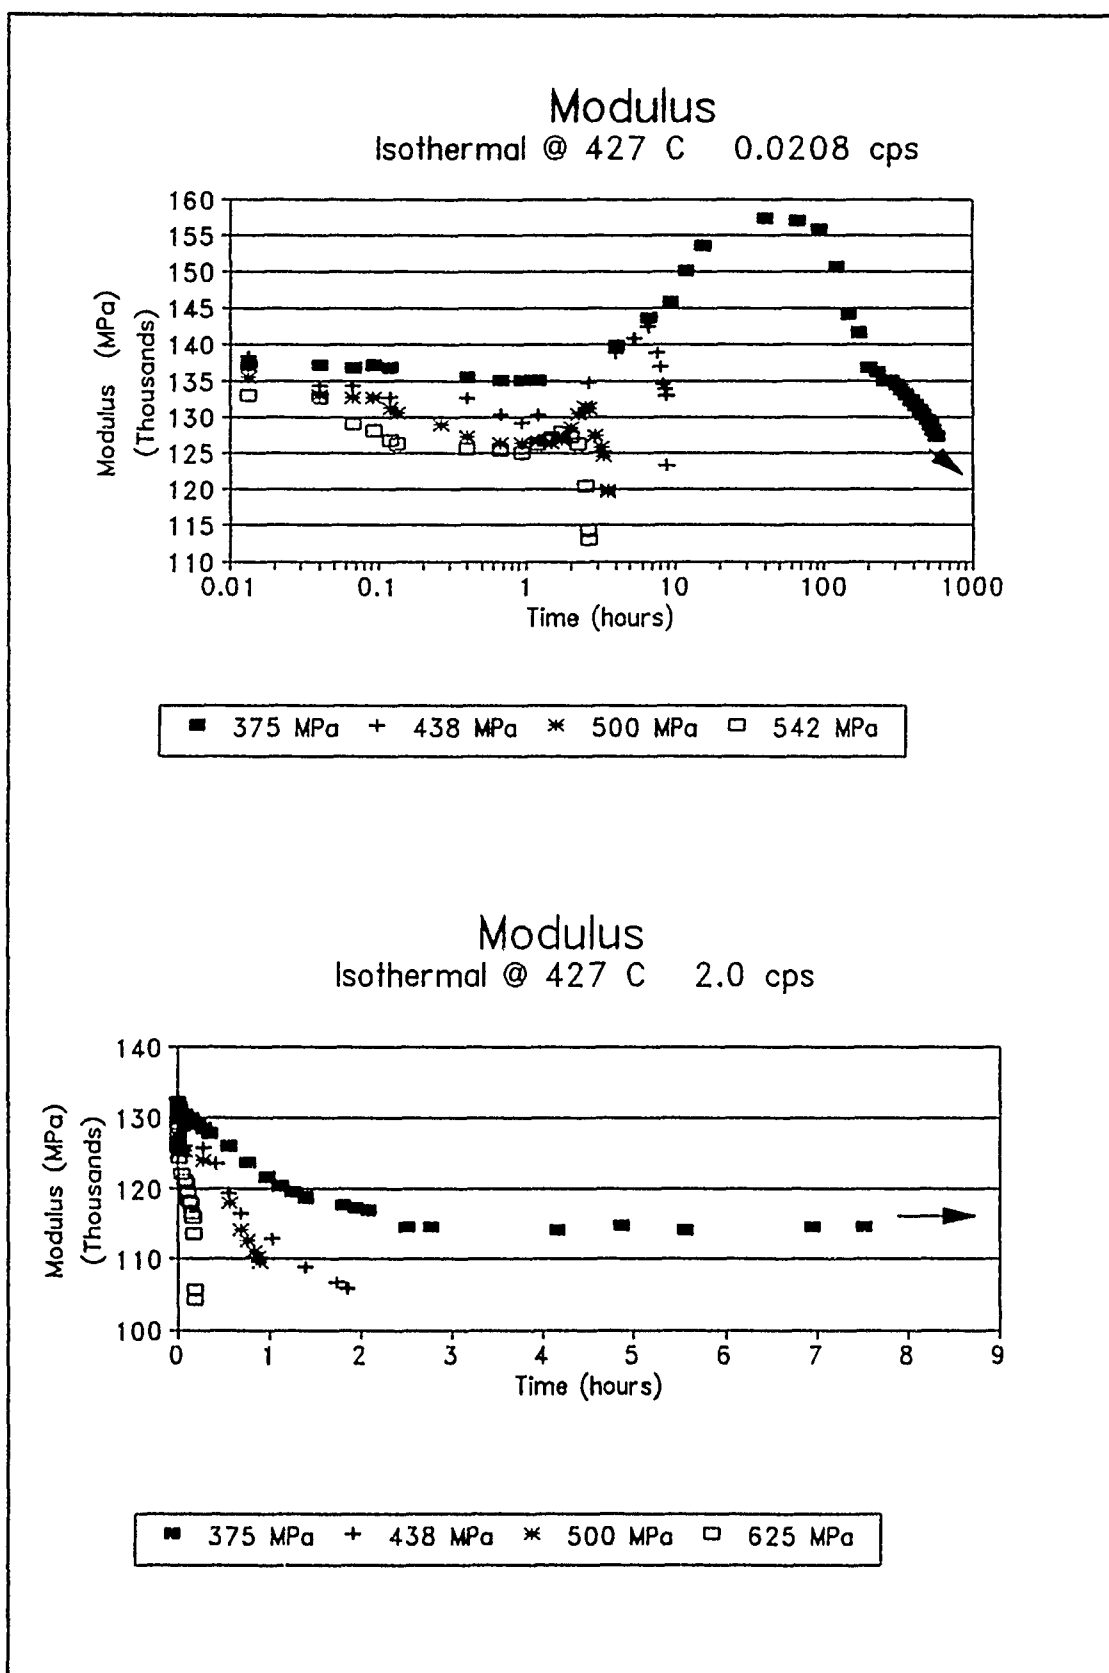 Modulus
Isothermal @ 427 C 0.0208 cps
Modulus (MPa)
(Thousands)
160
155
150
145
140
135
130
125
120
115
110
0.01 0.1 1 10 100 1000
Time (hours)
375 MPa 438 MPa 500 MPa 542 MPa
Modulus
Isothermal @ 427 C 2.0 cps
Modulus (MPa)
(Thousands)
140
130
120
110
100
0 1 2 3 4 5 6 7 8 9
Time (hours)
375 MPa 438 MPa 500 MPa 625 MPa